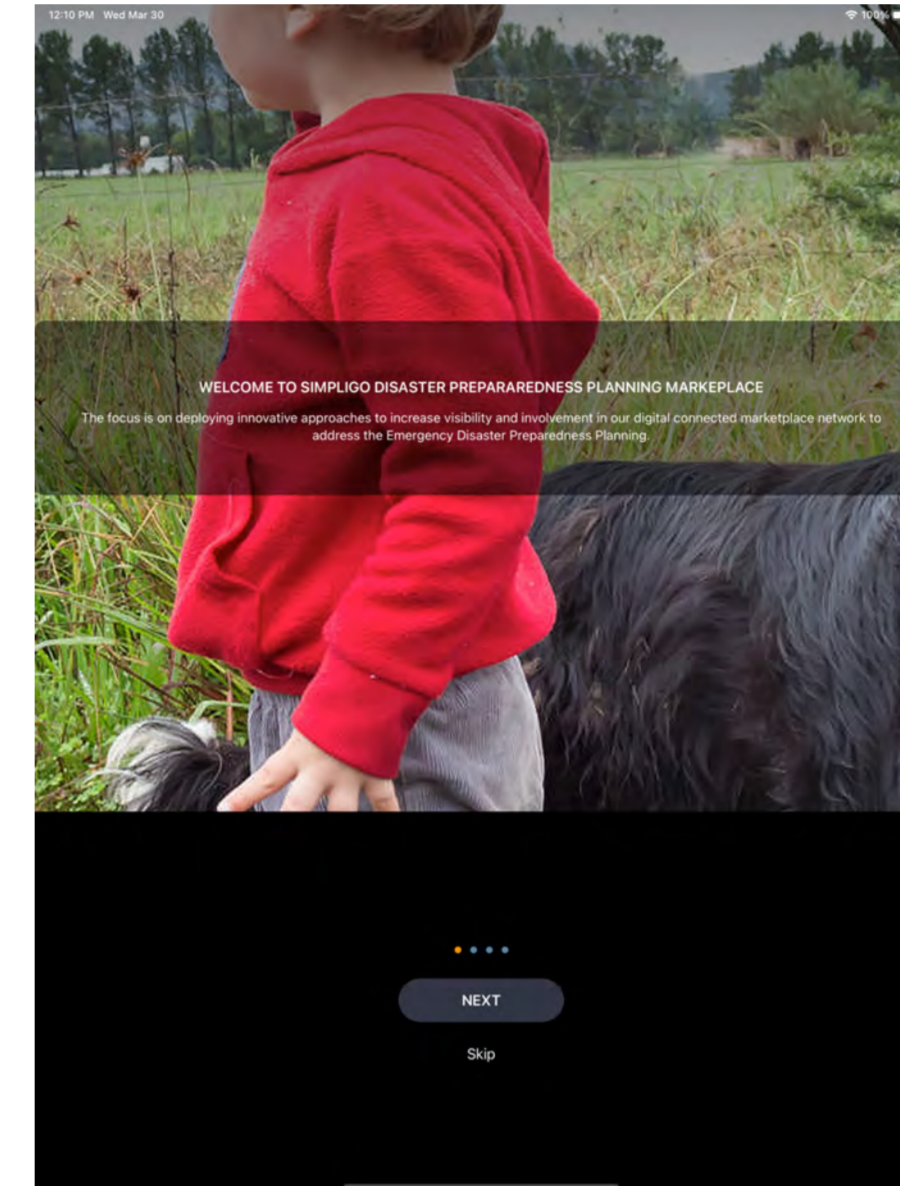 12:10 PM Wed Mar 30
100%
WELCOME TO SIMPLIGO DISASTER PREPARAREDNESS PLANNING MARKEPLACE
The focus is on deploying innovative approaches to increase visibility and involvement in our digital connected marketplace network to
address the Emergency Disaster Preparedness Planning.
NEXT
Skip